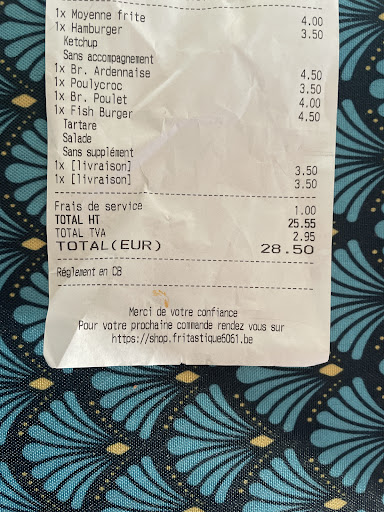 1x Moyenne frite 4.00
1x Hamburger 3.50
Ketchup
Sans accompagnement
1x Br. Ardennaise 4.50
1x Poulycroc 3.50
1x Br. Poulet 4.00
1x Fish Burger 4.50
Tartare
Salade
Sans supplément
1x [livraison] 3.50
1x [livraison] 3.50
Frais de service 1.00
TOTAL HT 25.55
TOTAL TVA 2.95
TOTAL(EUR) 28.50
Réglement en CB
Merci de votre confiance
Pour votre prochaine commande rendez vous sur
https://shop.fritastique6061.be